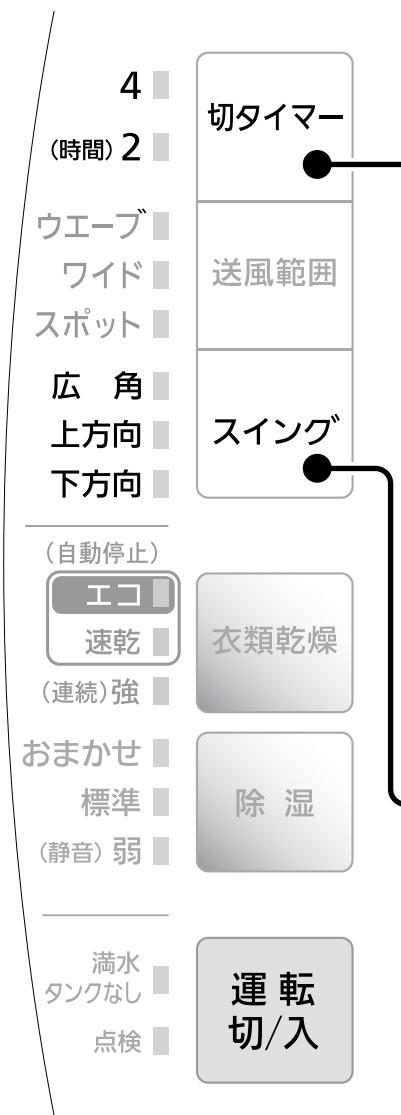 4
切タイマー
(時間) 2
ウエーブ
ワイド
送風範囲
スポット
広 角
上方向
スイング
下方向
(自動停止)
エコ
速乾
衣類乾燥
(連続)強
おまかせ
標準
除 湿
(静音) 弱
満水
タンクなし
点検
運 転
切/入